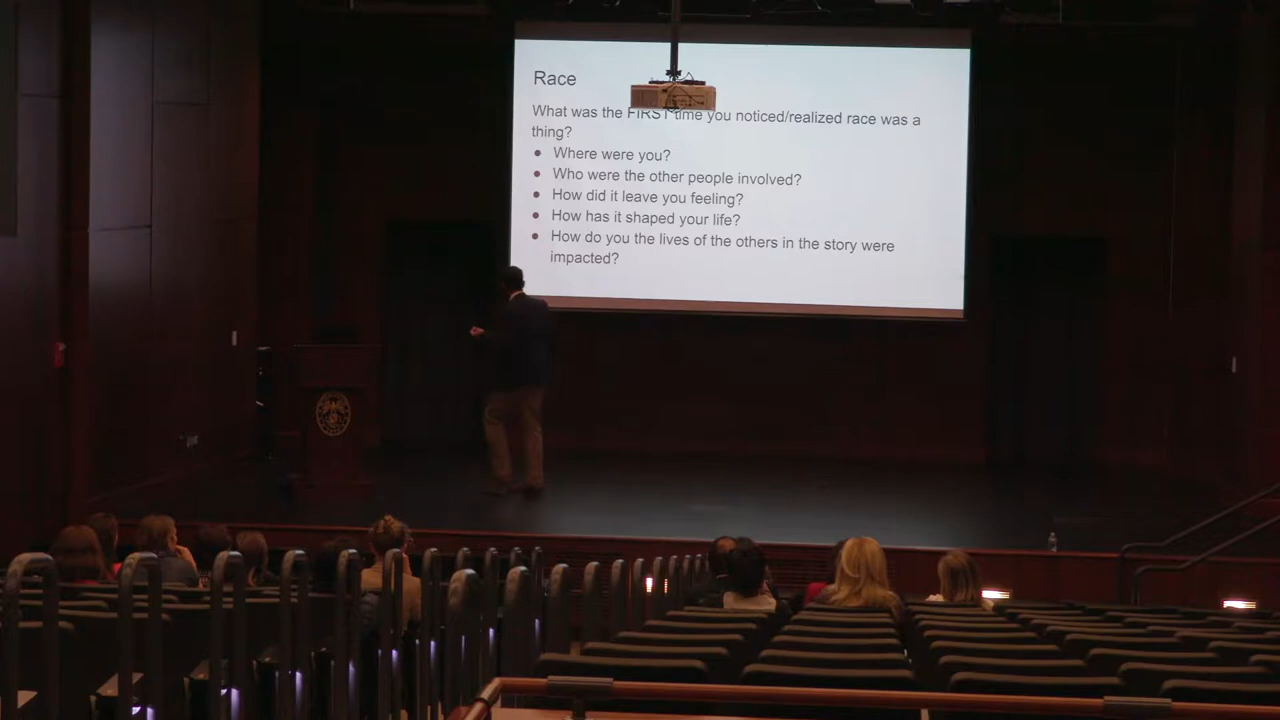 Race
What was the FIRST time you noticed/realized race was a
thing?
● Where were you?
● Who were the other people involved?
● How did it leave you feeling?
● How has it shaped your life?
● How do you the lives of the others in the story were
impacted?